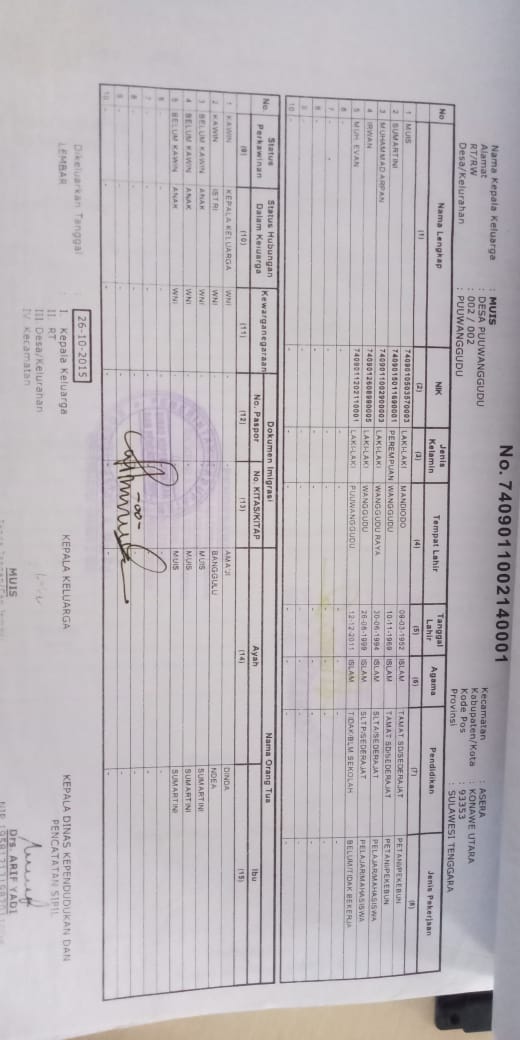 No. 7409011002140001
Nama Kepala Keluarga : MUIS
Alamat : DESA PUUWANGGUDU
RT/RW : 002 / 002
Desa/Kelurahan : PUUWANGGUDU
Kecamatan : ASERA
Kabupaten/Kota : KONAWE UTARA
Kode Pos : 93353
Provinsi : SULAWESI TENGGARA
No Nama Lengkap NIK Jenis Kelamin Tempat Lahir Tanggal Lahir Agama Pendidikan Jenis Pekerjaan
(1) (2) (3) (4) (5) (6) (7) (8)
1 MUIS 7409010503570003 LAKI-LAKI MANDIODO 09-03-1952 ISLAM TAMAT SD/SEDERAJAT PETANI/PEKEBUN
2 SUMARTINI 7409015011690001 PEREMPUAN WANGGUDU 10-11-1969 ISLAM TAMAT SD/SEDERAJAT PETANI/PEKEBUN
3 MUHAMMAD ARPAN 7409011002900003 LAKI-LAKI WANGGUDU RAYA 30-06-1994 ISLAM SLTA/SEDERAJAT PELAJAR/MAHASISWA
4 IRWAN 7409012608980005 LAKI-LAKI WANGGUDU 26-06-1999 ISLAM SLTP/SEDERAJAT PELAJAR/MAHASISWA
5 MUH EVAN 7409011202110001 LAKI-LAKI PUUWANGGUDU 12-12-2011 ISLAM TIDAK/BLM SEKOLAH BELUM/TIDAK BEKERJA
6 -
7 -
8 -
9 -
10 -
No. Status Perkawinan Status Hubungan Dalam Keluarga Kewarganegaraan Dokumen Imigrasi Nama Orang Tua
No. Paspor No. KITAS/KITAP Ayah Ibu
(9) (10) (11) (12) (13) (14) (15)
1 KAWIN KEPALA KELUARGA WNI - - AMA'JI DINDA
2 KAWIN ISTRI WNI - - BANGGULU NDEA
3 BELUM KAWIN ANAK WNI - - MUIS SUMARTINI
4 BELUM KAWIN ANAK WNI - - MUIS SUMARTINI
5 BELUM KAWIN ANAK WNI - - MUIS SUMARTINI
6 -
7 -
8 -
9 -
10 -
Dikeluarkan Tanggal : 26-10-2015
LEMBAR : I. Kepala Keluarga
II. RT
III. Desa/Kelurahan
IV. Kecamatan
KEPALA KELUARGA
MUIS
KEPALA DINAS KEPENDUDUKAN DAN
PENCATATAN SIPIL
Drs. ARIF YADI